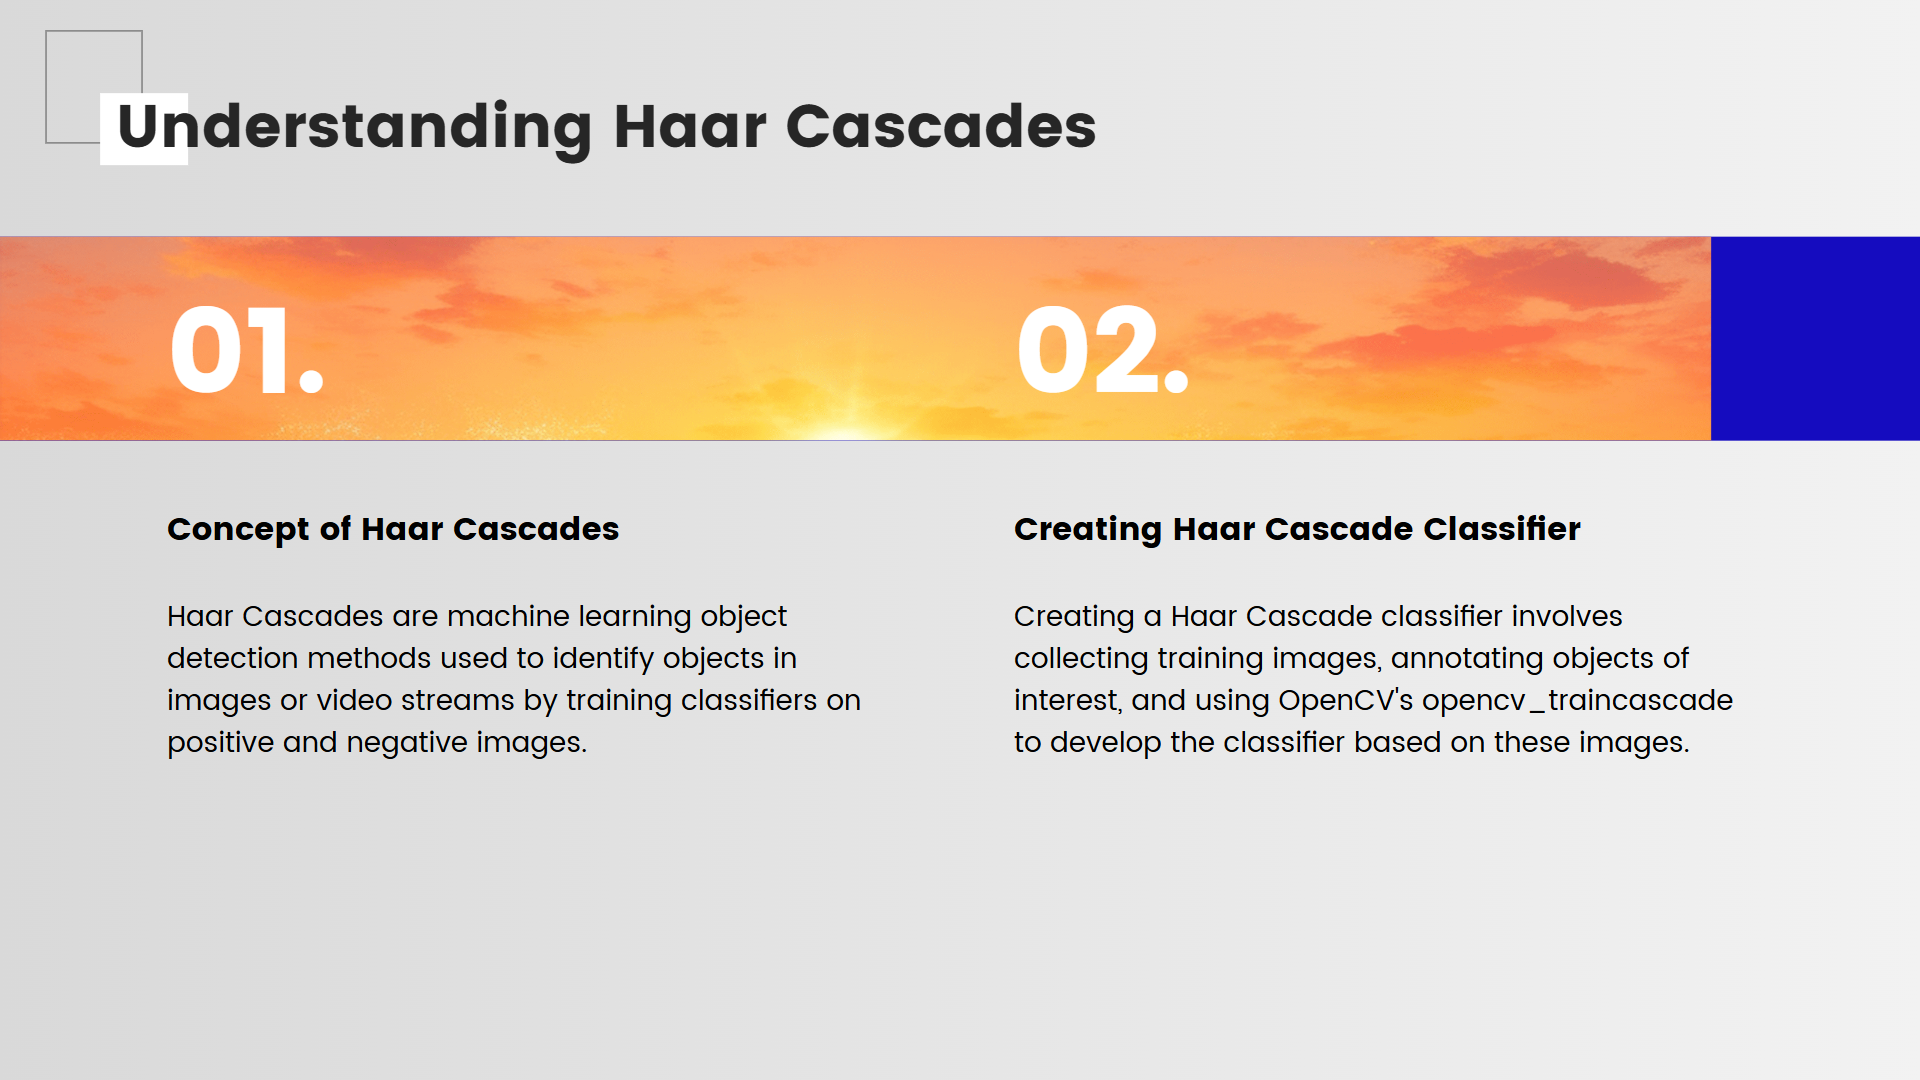 Understanding Haar Cascades
01.
02.
Concept of Haar Cascades
Haar Cascades are machine learning object
detection methods used to identify objects in
images or video streams by training classifiers on
positive and negative images.
Creating Haar Cascade Classifier
Creating a Haar Cascade classifier involves
collecting training images, annotating objects of
interest, and using OpenCV's opencv_traincascade
to develop the classifier based on these images.